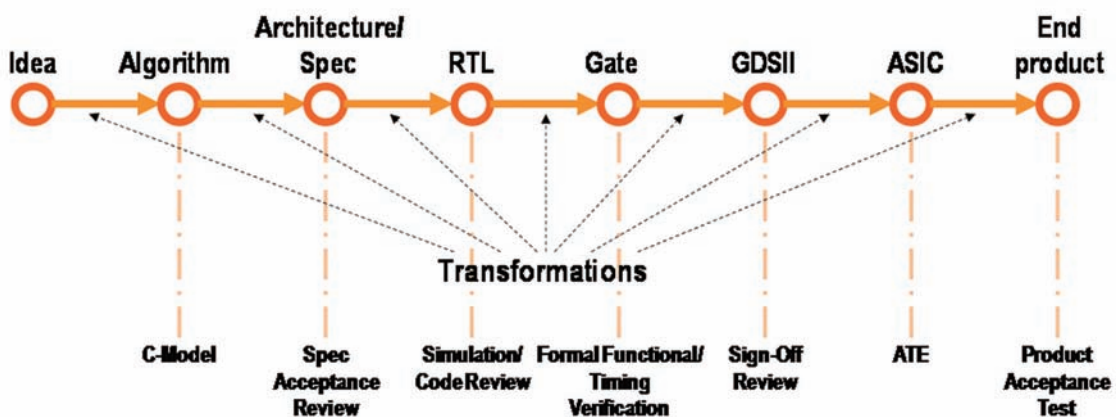 Idea
Algorithm
Architecture/
Spec
RTL
Gate
GDSII
ASIC
End
product
Transformations
C-Model
Spec
Acceptance
Review
Simulation/
Code Review
Formal Functional/
Timing
Verification
Sign-Off
Review
ATE
Product
Acceptance
Test